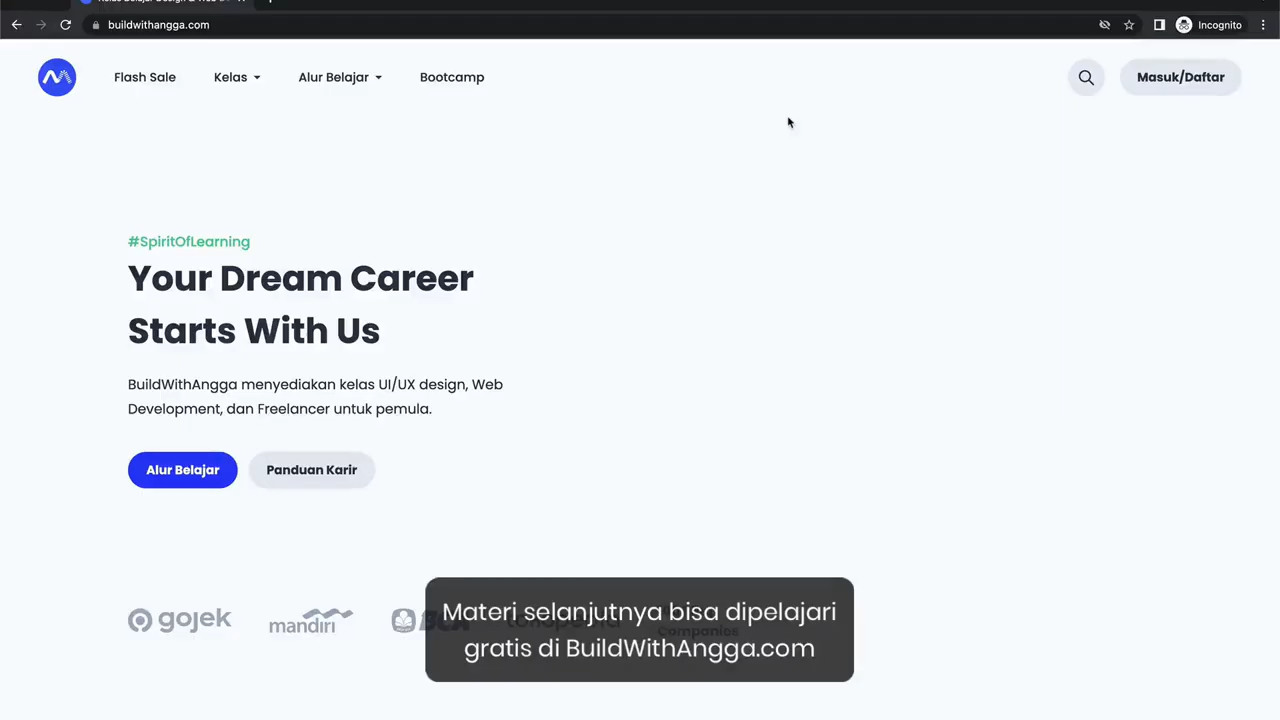 buildwithangga.com
Incognito
Flash Sale
Kelas
Alur Belajar
Bootcamp
Masuk/Daftar
#SpiritOfLearning
Your Dream Career
Starts With Us
BuildWithAngga menyediakan kelas UI/UX design, Web
Development, dan Freelancer untuk pemula.
Alur Belajar
Panduan Karir
gojek
mandiri
BCA
Companies
Materi selanjutnya bisa dipelajari
gratis di BuildWithAngga.com